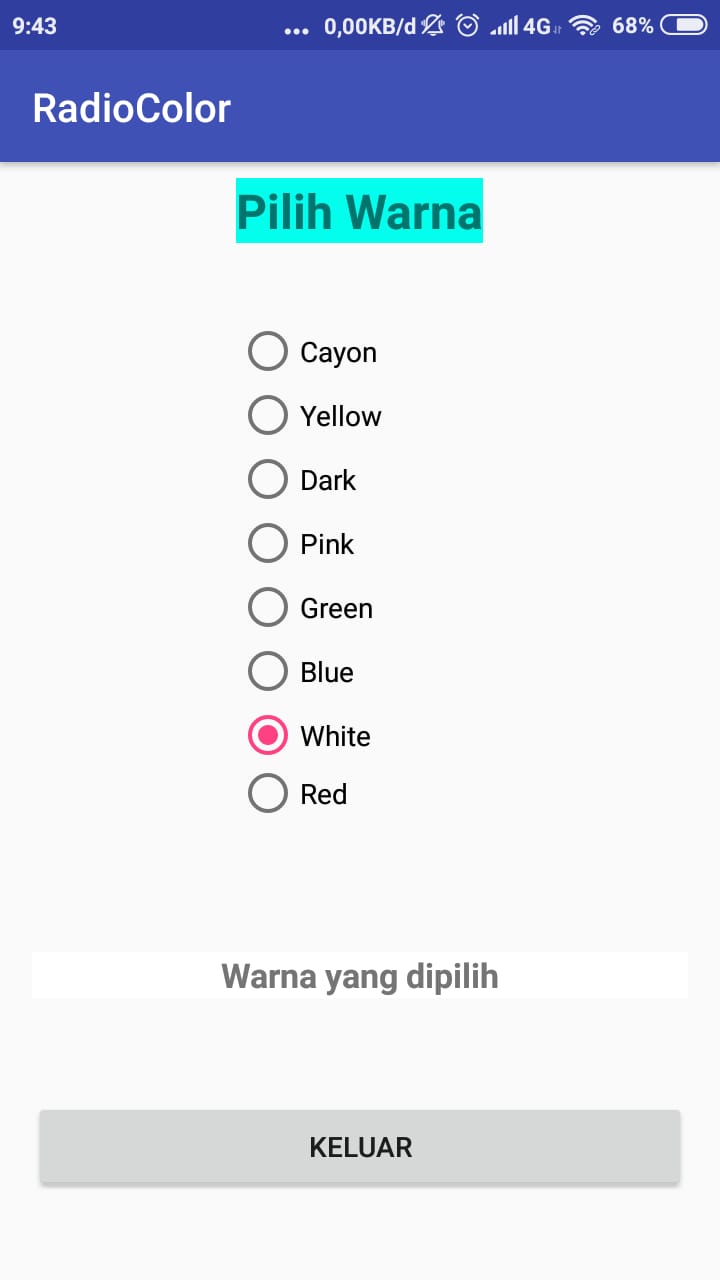 9:43 ... 0,00KB/d 4G 68%
RadioColor
Pilih Warna
Cayon
Yellow
Dark
Pink
Green
Blue
White
Red
Warna yang dipilih
KELUAR